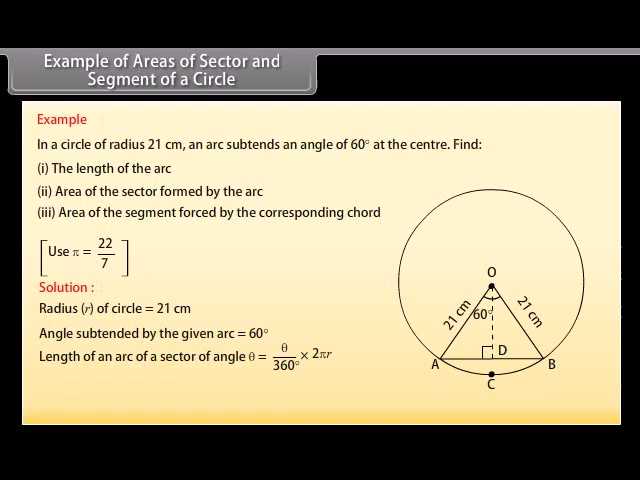 Example of Areas of Sector and
Segment of a Circle
Example
In a circle of radius 21 cm, an arc subtends an angle of 60° at the centre. Find:
(i) The length of the arc
(ii) Area of the sector formed by the arc
(iii) Area of the segment forced by the corresponding chord
[Use π = 22/7]
Solution :
Radius (r) of circle = 21 cm
Angle subtended by the given arc = 60°
Length of an arc of a sector of angle θ = θ/360° × 2πr
O
21 cm
60°
21 cm
D
A
B
C